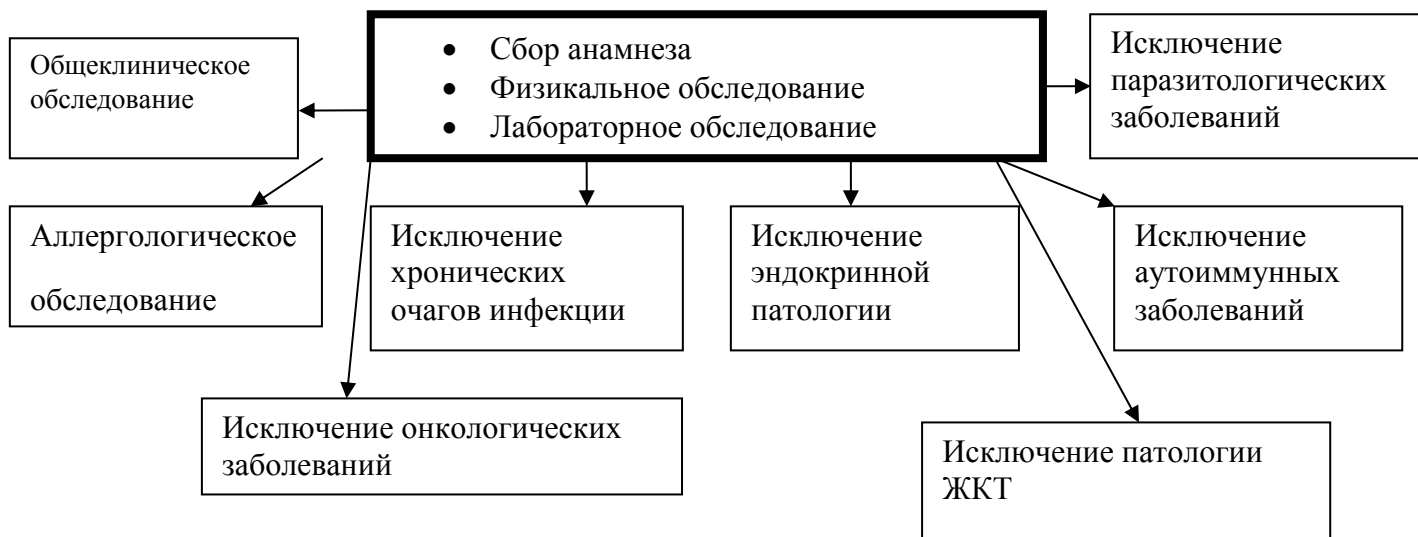 • Сбор анамнеза
• Физикальное обследование
• Лабораторное обследование
Общеклиническое
обследование
Исключение
паразитологических
заболеваний
Аллергологическое
обследование
Исключение
хронических
очагов инфекции
Исключение
эндокринной
патологии
Исключение
аутоиммунных
заболеваний
Исключение онкологических
заболеваний
Исключение патологии
ЖКТ